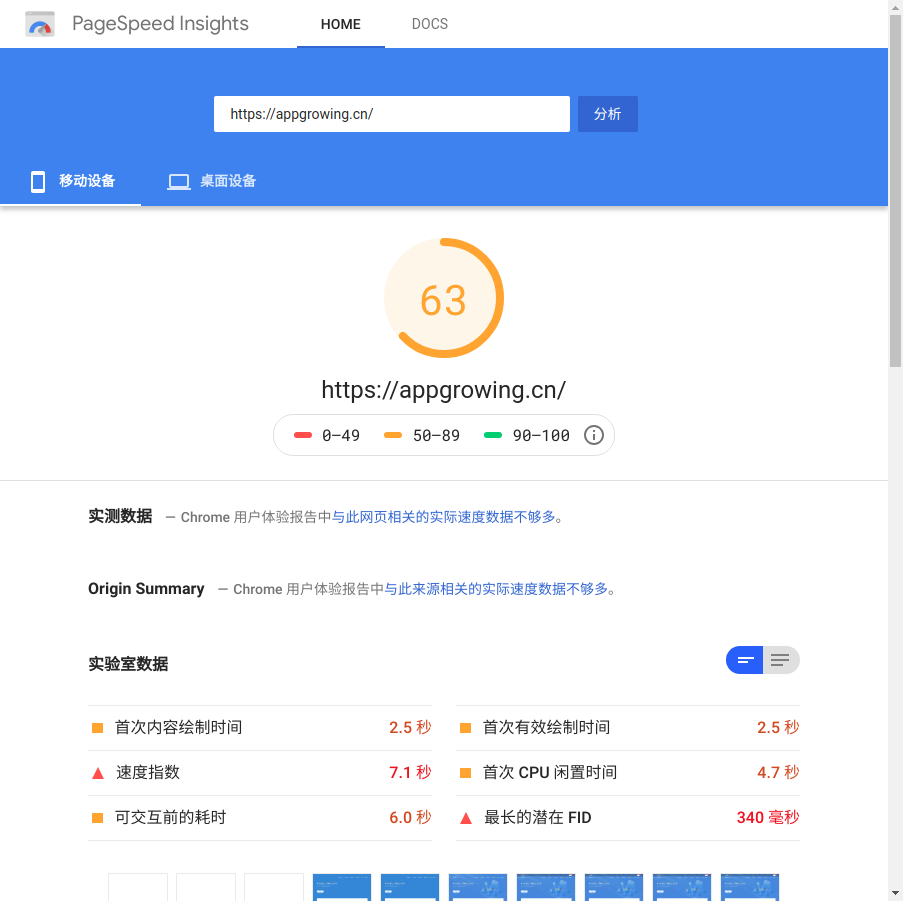 PageSpeed Insights HOME DOCS
https://appgrowing.cn/ 分析
移动设备 桌面设备
63
https://appgrowing.cn/
0–49 50–89 90–100
实测数据 — Chrome 用户体验报告中与此网页相关的实际速度数据不够多。
Origin Summary — Chrome 用户体验报告中与此来源相关的实际速度数据不够多。
实验室数据
首次内容绘制时间 2.5 秒 首次有效绘制时间 2.5 秒
速度指数 7.1 秒 首次 CPU 闲置时间 4.7 秒
可交互前的耗时 6.0 秒 最长的潜在 FID 340 毫秒